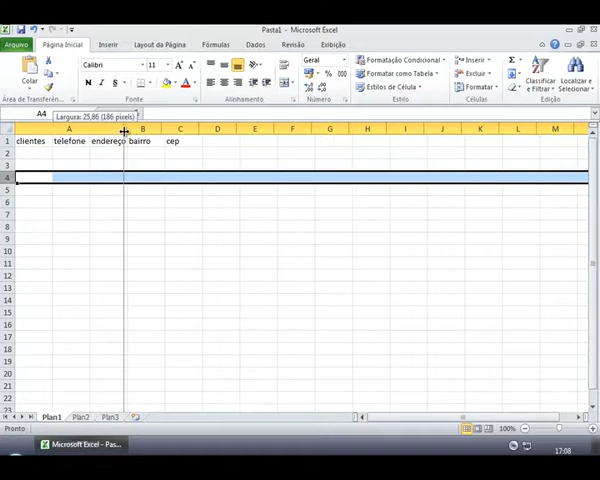 Pasta1 - Microsoft Excel
Arquivo Página Inicial Inserir Layout da Página Fórmulas Dados Revisão Exibição
Calibri 11 Geral Formatação Condicional Inserir Σ
Colar N I S A A % 000 Formatar como Tabela Excluir Classificar e Filtrar Localizar e Selecionar
Estilos de Célula Formatar
Área de Transferên... Fonte Alinhamento Número Estilo Células Edição
A4 Largura: 25,86 (186 pixels)
A B C D E F G H I J K L M
1 clientes telefone endereço bairro cep
2
3
4
5
6
7
8
9
10
11
12
13
14
15
16
17
18
19
20
21
22
23
Plan1 Plan2 Plan3
Pronto 100%
Microsoft Excel - Pas...
17:08